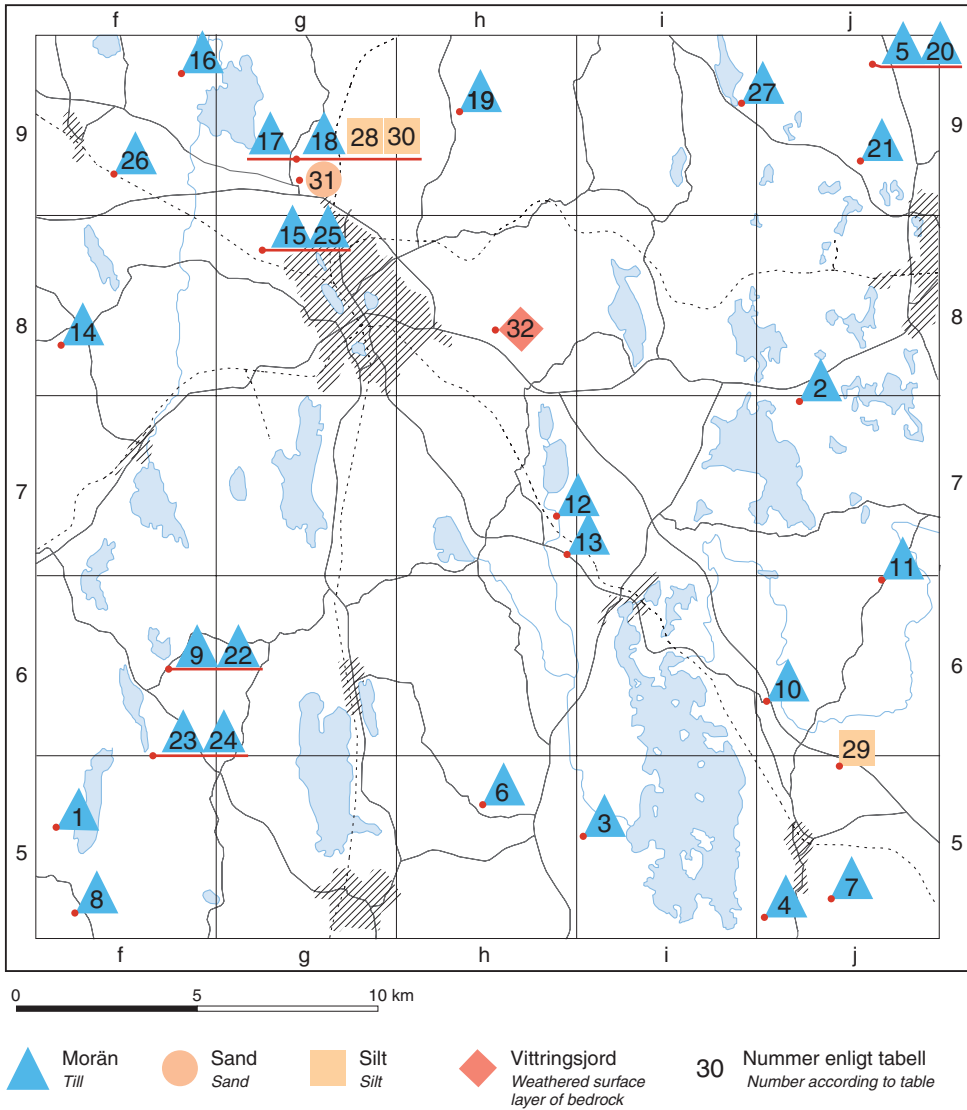 f g h i j
16 5 20
19 27
9 17 18 28 30 9
26 21
31
15 25
8 14 32 8
2
7 12 7
13 11
9 22
6 10 6
23 24
29
1 6 3
5 5
8 4 7
f g h i j
0 5 10 km
Morän Sand Silt Vittringsjord 30 Nummer enligt tabell
Till Sand Silt Weathered surface Number according to table
layer of bedrock